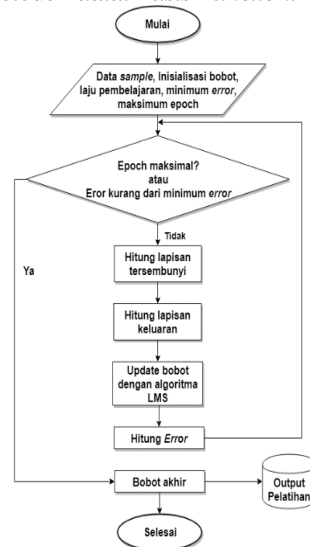 Mulai
Data sample, Inisialisasi bobot,
laju pembelajaran, minimum error,
maksimum epoch
Epoch maksimal?
atau
Eror kurang dari minimum error
Tidak
Ya
Hitung lapisan
tersembunyi
Hitung lapisan
keluaran
Update bobot
dengan algoritma
LMS
Hitung Error
Bobot akhir
Output
Pelatihan
Selesai